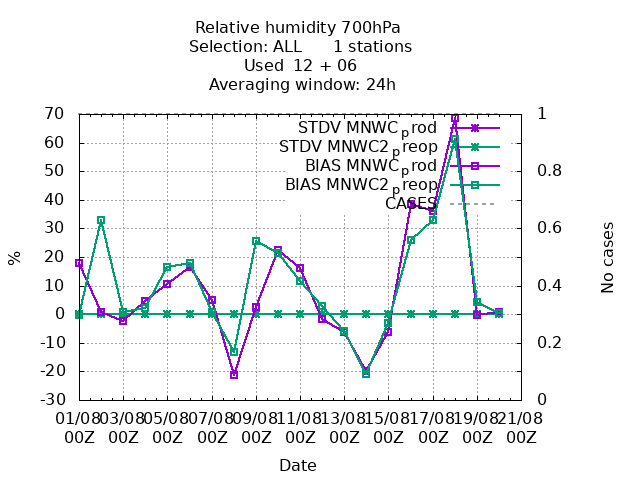 Relative humidity 700hPa
Selection: ALL 1 stations
Used 12 + 06
Averaging window: 24h
STDV MNWC_prod
STDV MNWC2_preop
BIAS MNWC_prod
BIAS MNWC2_preop
CASES
70
60
50
40
30
20
10
0
-10
-20
-30
%
1
0.8
0.6
0.4
0.2
0
No cases
01/08 03/08 05/08 07/08 09/08 11/08 13/08 15/08 17/08 19/08 21/08
00Z 00Z 00Z 00Z 00Z 00Z 00Z 00Z 00Z 00Z 00Z
Date